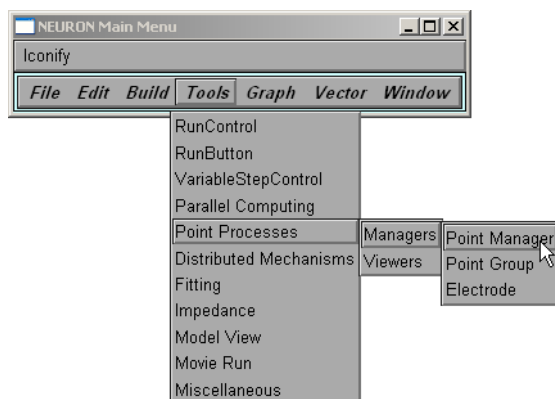 NEURON Main Menu
Iconify
File Edit Build Tools Graph Vector Window
RunControl
RunButton
VariableStepControl
Parallel Computing
Point Processes
Distributed Mechanisms
Fitting
Impedance
Model View
Movie Run
Miscellaneous
Managers
Viewers
Point Manager
Point Group
Electrode